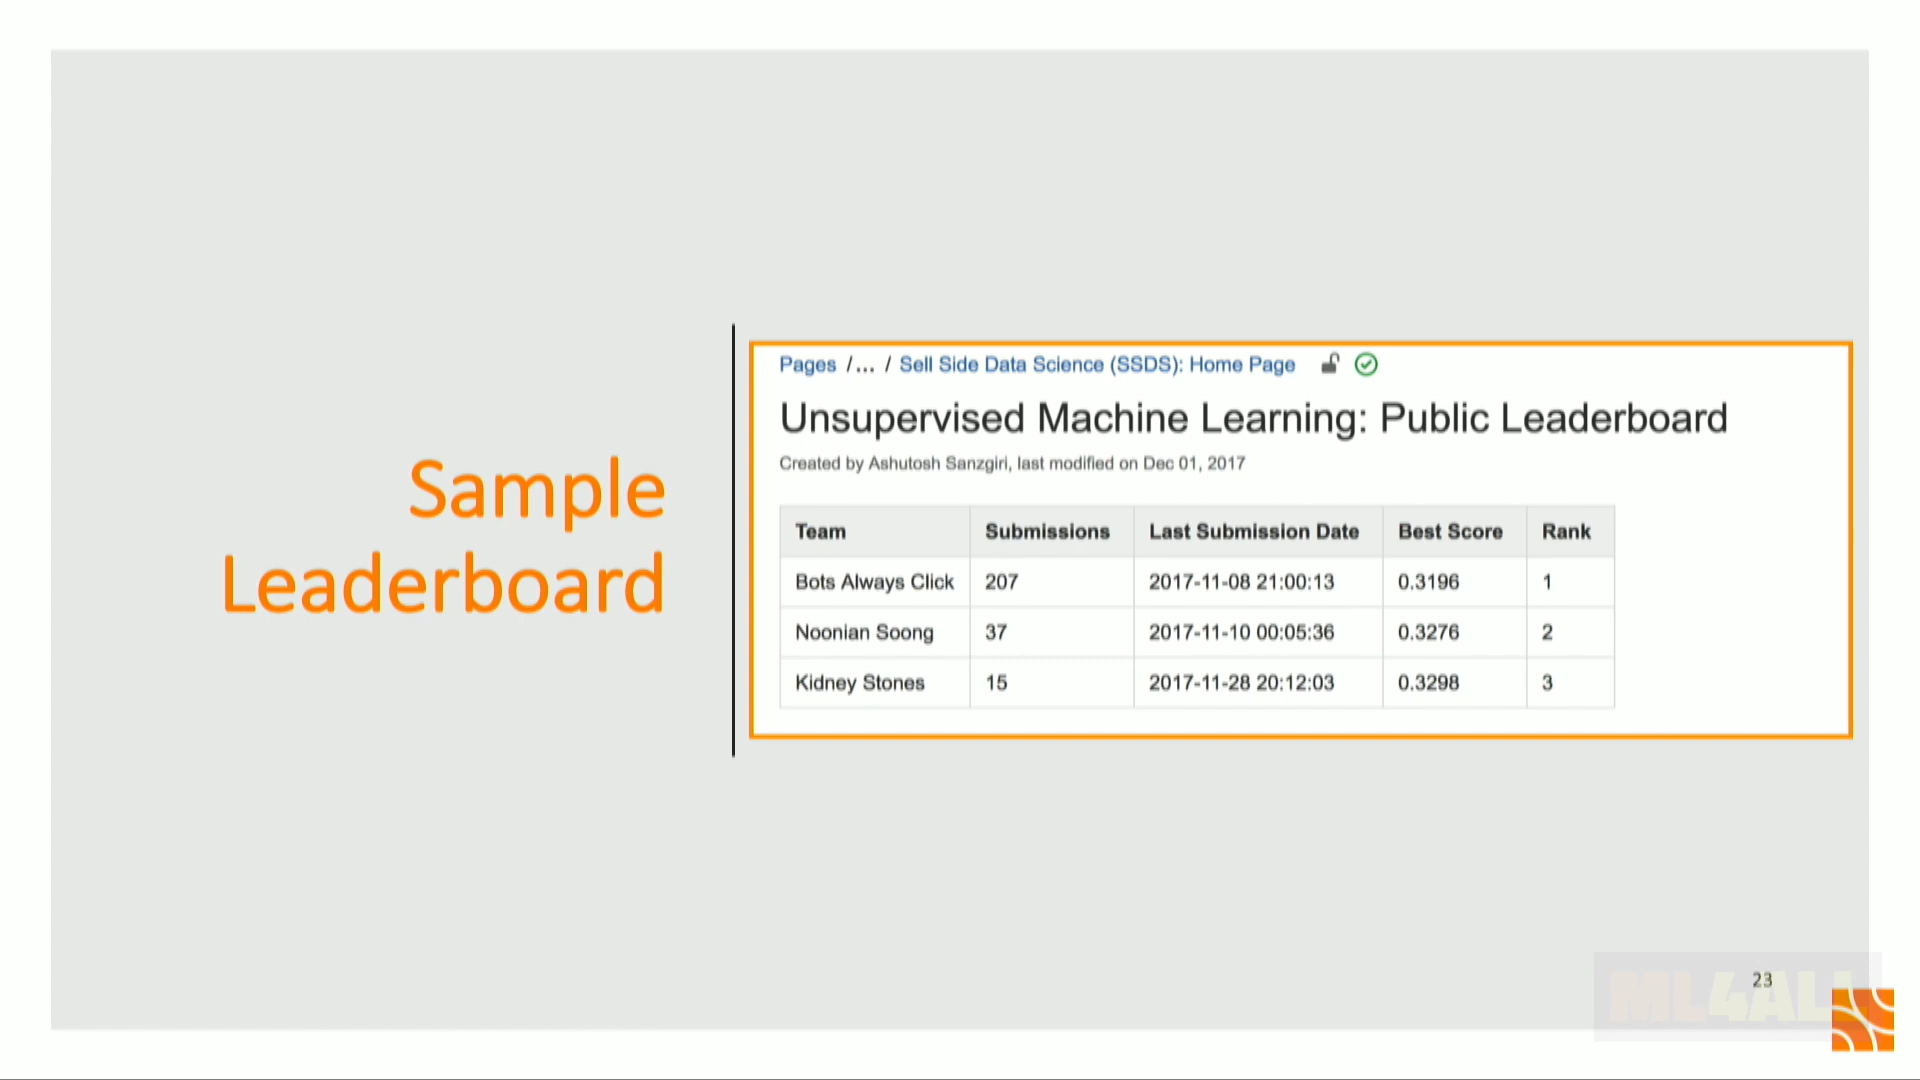 Sample
Leaderboard
Pages /... / Sell Side Data Science (SSDS): Home Page
Unsupervised Machine Learning: Public Leaderboard
Created by Ashutosh Sanzgiri, last modified on Dec 01, 2017
Team Submissions Last Submission Date Best Score Rank
Bots Always Click 207 2017-11-08 21:00:13 0.3196 1
Noonian Soong 37 2017-11-10 00:05:36 0.3276 2
Kidney Stones 15 2017-11-28 20:12:03 0.3298 3
23
ML4ALL